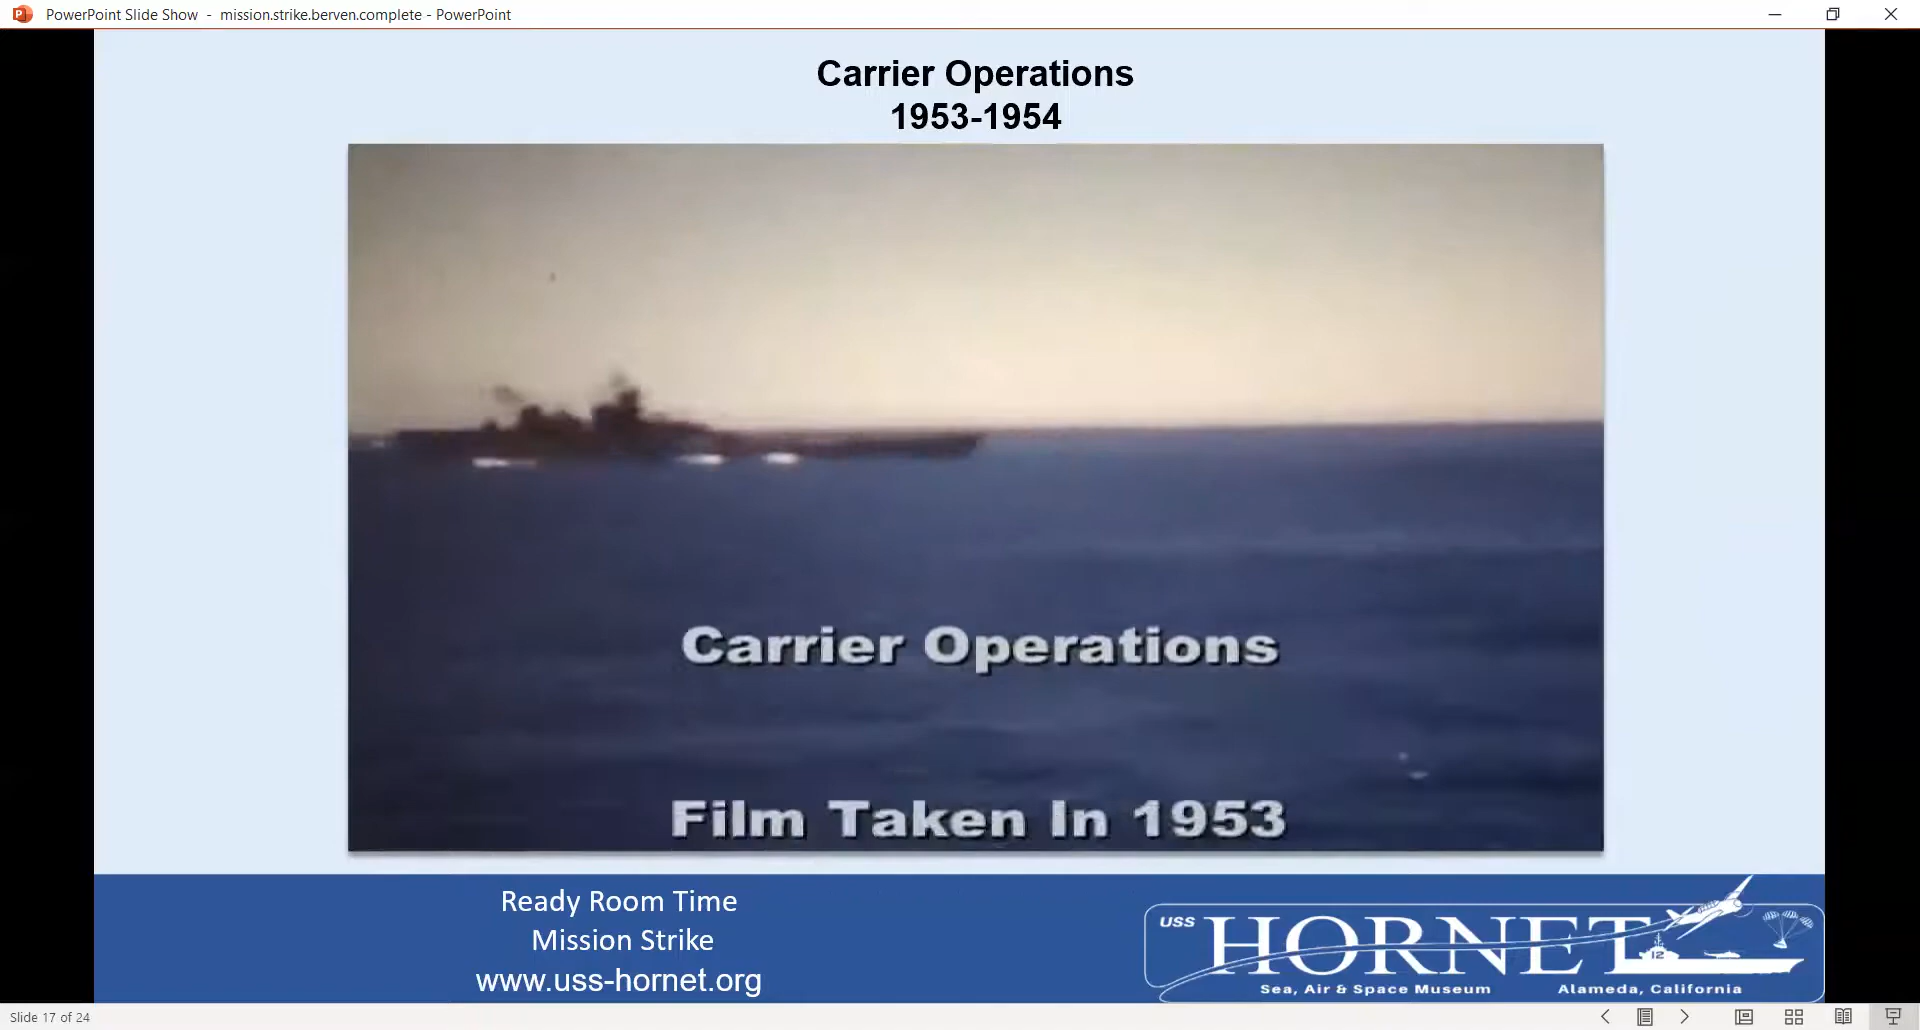 PowerPoint Slide Show - mission.strike.berven.complete - PowerPoint
Carrier Operations
1953-1954
Carrier Operations
Film Taken In 1953
Ready Room Time
Mission Strike
www.uss-hornet.org
USS HORNET
12
Sea, Air & Space Museum Alameda, California
Slide 17 of 24